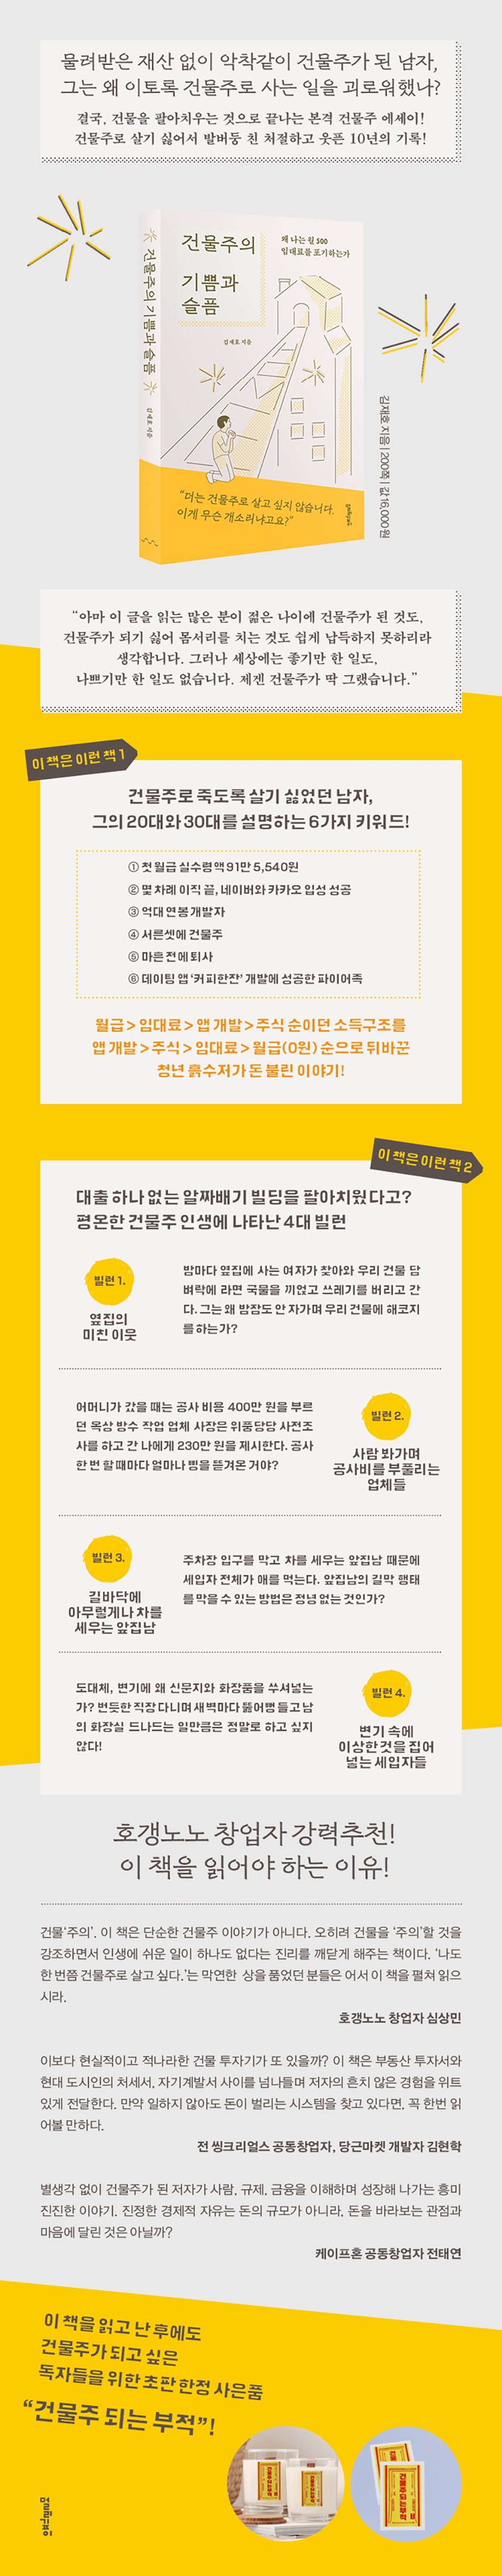 물려받은 재산 없이 악착같이 건물주가 된 남자,
그는 왜 이토록 건물주로 사는 일을 괴로워했나?
결국, 건물을 팔아치우는 것으로 끝나는 본격 건물주 에세이!
건물주로 살기 싫어서 발버둥 친 처절하고 웃픈 10년의 기록!
건물주의 기쁨과 슬픔
김재호 지음
건물주의
기쁨과
슬픔
왜 나는 월 500
임대료를 포기하는가
김재호 지음
“더는 건물주로 살고 싶지 않습니다.
이게 무슨 개소리냐고요?”
김재호 지음 | 200쪽 | 값 16,000원
“아마 이 글을 읽는 많은 분이 젊은 나이에 건물주가 된 것도,
건물주가 되기 싫어 몸서리를 치는 것도 쉽게 납득하지 못하리라
생각합니다. 그러나 세상에는 좋기만 한 일도,
나쁘기만 한 일도 없습니다. 제겐 건물주가 딱 그랬습니다.”
이 책은 이런 책 1
건물주로 죽도록 살기 싫었던 남자,
그의 20대와 30대를 설명하는 6가지 키워드!
① 첫 월급 실수령액 91만 5,540원
② 몇 차례 이직 끝, 네이버와 카카오 입성 성공
③ 억대 연봉 개발자
④ 서른셋에 건물주
⑤ 마흔 전에 퇴사
⑥ 데이팅 앱 ‘커피한잔’ 개발에 성공한 파이어족
월급 > 임대료 > 앱 개발 > 주식 순이던 소득구조를
앱 개발 > 주식 > 임대료 > 월급(0원) 순으로 뒤바꾼
청년 흙수저가 돈 불린 이야기!
이 책은 이런 책 2
대출 하나 없는 알짜배기 빌딩을 팔아치웠다고?
평온한 건물주 인생에 나타난 4대 빌런
빌런 1.
옆집의
미친 이웃
밤마다 옆집에 사는 여자가 찾아와 우리 건물 담
벼락에 라면 국물을 끼얹고 쓰레기를 버리고 간
다. 그는 왜 밤잠도 안 자가며 우리 건물에 해코지
를 하는가?
어머니가 갔을 때는 공사 비용 400만 원을 부르
던 옥상 방수 작업 업체 사장은 위풍당당 사전조
사를 하고 간 나에게 230만 원을 제시한다. 공사
한 번 할 때마다 얼마나 삥을 뜯겨온 거야?
빌런 2.
사람 봐가며
공사비를 부풀리는
업체들
빌런 3.
길바닥에
아무렇게나 차를
세우는 앞집남
주차장 입구를 막고 차를 세우는 앞집남 때문에
세입자 전체가 애를 먹는다. 앞집남의 길막 행태
를 막을 수 있는 방법은 정녕 없는 것인가?
도대체, 변기에 왜 신문지와 화장품을 쑤셔넣는
가? 번듯한 직장 다니며 새벽마다 뚫어뻥 들고 남
의 화장실 드나드는 일만큼은 정말로 하고 싶지
않다!
빌런 4.
변기 속에
이상한 것을 집어
넣는 세입자들
호갱노노 창업자 강력추천!
이 책을 읽어야 하는 이유!
건물‘주의’. 이 책은 단순한 건물주 이야기가 아니다. 오히려 건물을 ‘주의’할 것을
강조하면서 인생에 쉬운 일이 하나도 없다는 진리를 깨닫게 해주는 책이다. ‘나도
한 번쯤 건물주로 살고 싶다.’는 막연한 상을 품었던 분들은 어서 이 책을 펼쳐 읽으
시라.
호갱노노 창업자 심상민
이보다 현실적이고 적나라한 건물 투자기가 또 있을까? 이 책은 부동산 투자서와
현대 도시인의 처세서, 자기계발서 사이를 넘나들며 저자의 흔치 않은 경험을 위트
있게 전달한다. 만약 일하지 않아도 돈이 벌리는 시스템을 찾고 있다면, 꼭 한번 읽
어볼 만하다.
전 씽크리얼스 공동창업자, 당근마켓 개발자 김현학
별생각 없이 건물주가 된 저자가 사람, 규제, 금융을 이해하며 성장해 나가는 흥미
진진한 이야기. 진정한 경제적 자유는 돈의 규모가 아니라, 돈을 바라보는 관점과
마음에 달린 것은 아닐까?
케이프혼 공동창업자 전태연
이 책을 읽고 난 후에도
건물주가 되고 싶은
독자들을 위한 초판 한정 사은품
“건물주 되는 부적”!
건물주되는부적
건물주되는부적
건물주되는부적
멀리깊이